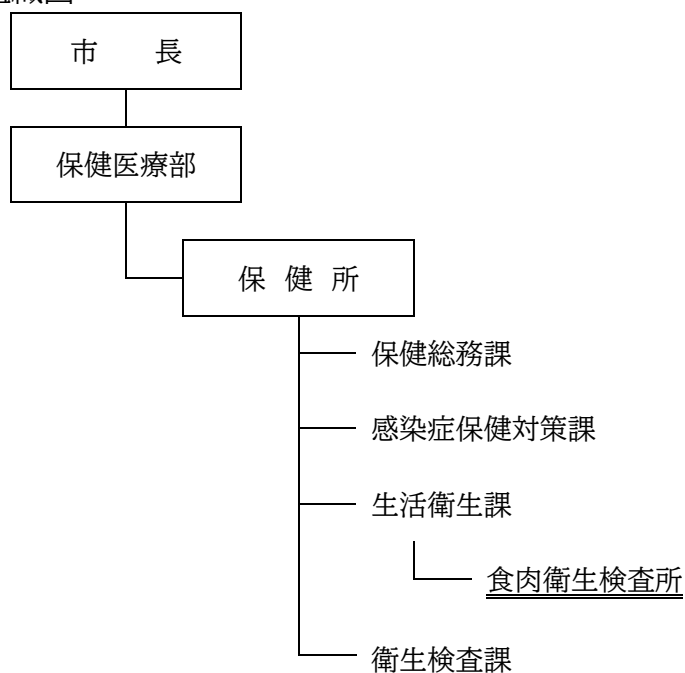 市　長
保健医療部
保 健 所
保健総務課
感染症保健対策課
生活衛生課
食肉衛生検査所
衛生検査課